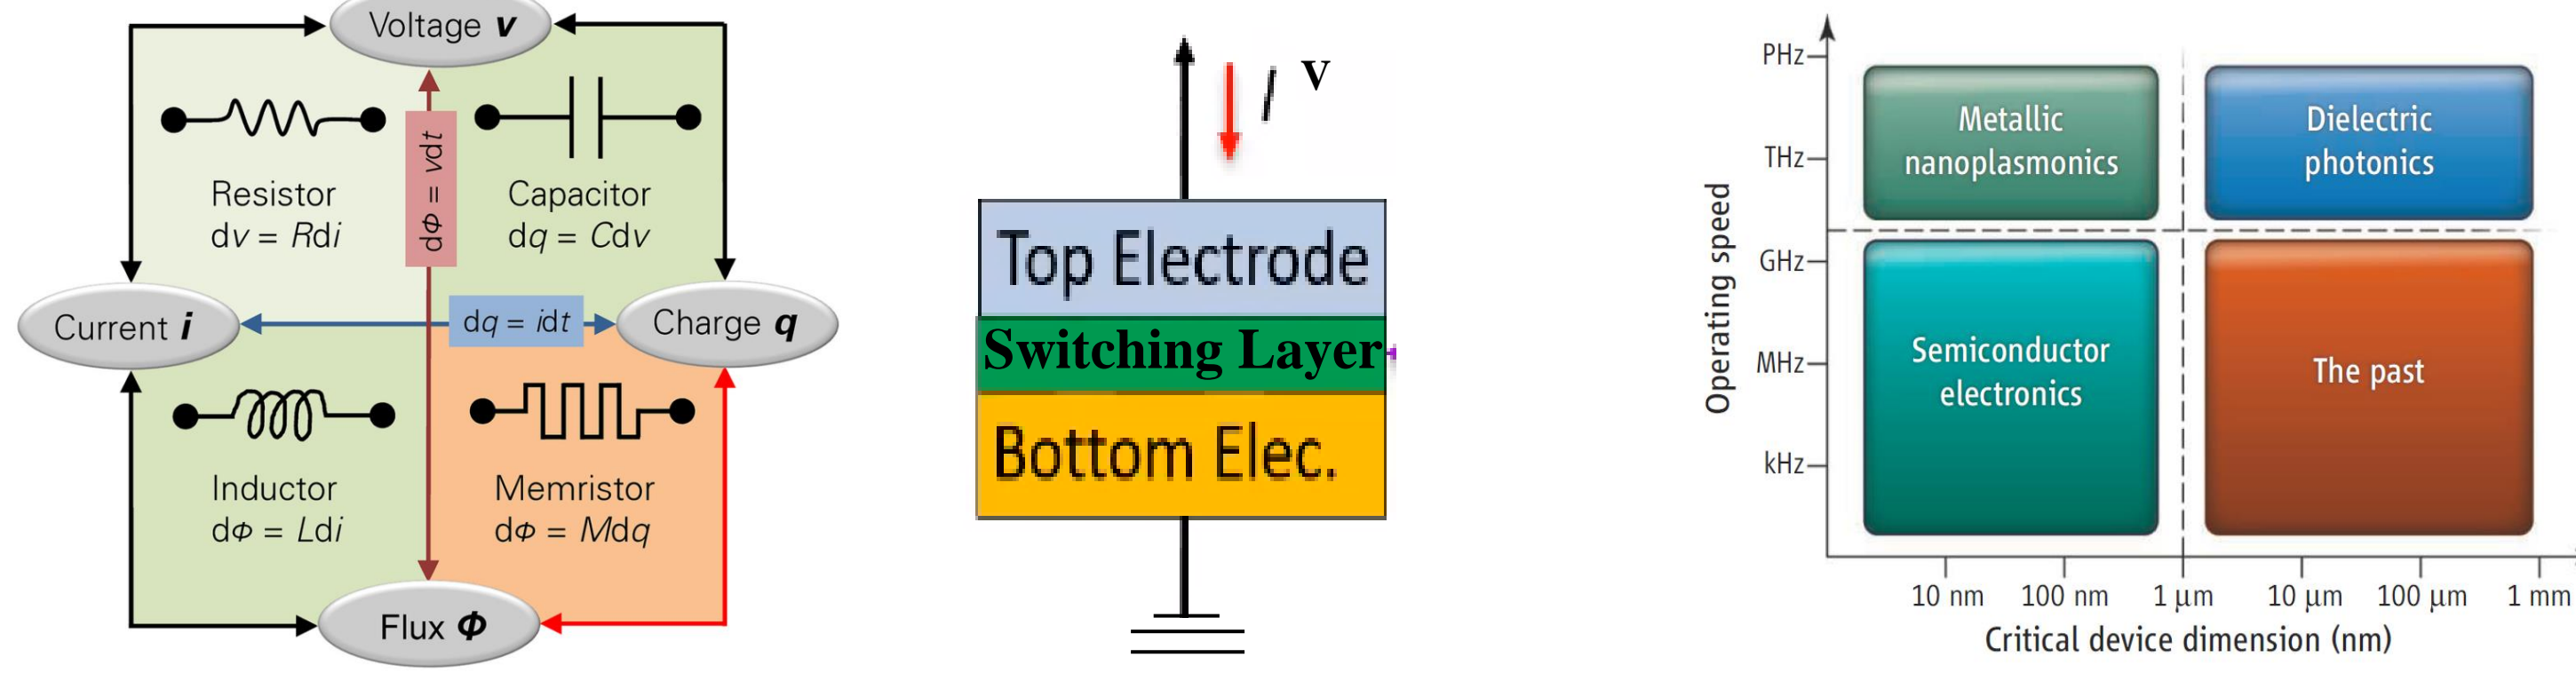 Voltage v
Resistor
dv = Rdi
dΦ = vdt
Capacitor
dq = Cdv
Current i
dq = idt
Charge q
Inductor
dΦ = Ldi
Memristor
dΦ = Mdq
Flux Φ
I V
Top Electrode
Switching Layer
Bottom Elec.
Operating speed
PHz
THz
GHz
MHz
kHz
Metallic
nanoplasmonics
Dielectric
photonics
Semiconductor
electronics
The past
10 nm 100 nm 1 µm 10 µm 100 µm 1 mm
Critical device dimension (nm)